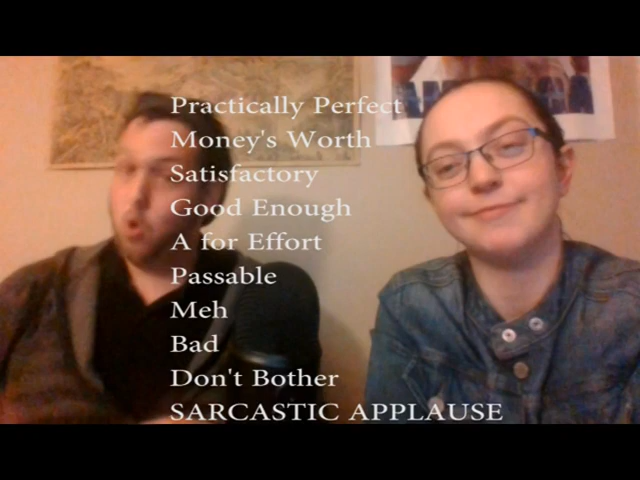 Practically Perfect
Money's Worth
Satisfactory
Good Enough
A for Effort
Passable
Meh
Bad
Don't Bother
SARCASTIC APPLAUSE